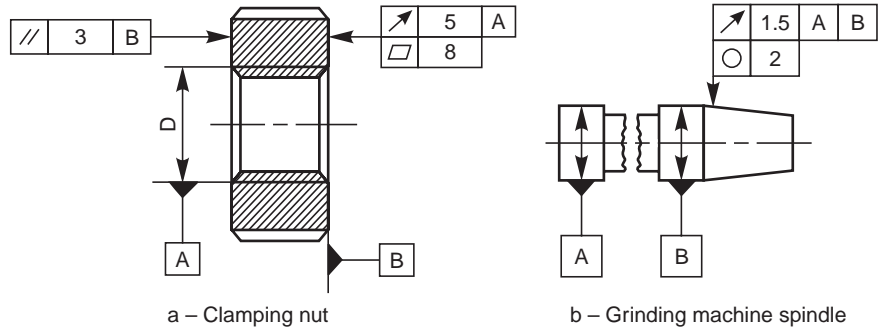 // 3 B
↗ 5 A
▱ 8
D
A
B
a – Clamping nut
↗ 1.5 A B
○ 2
A
B
b – Grinding machine spindle